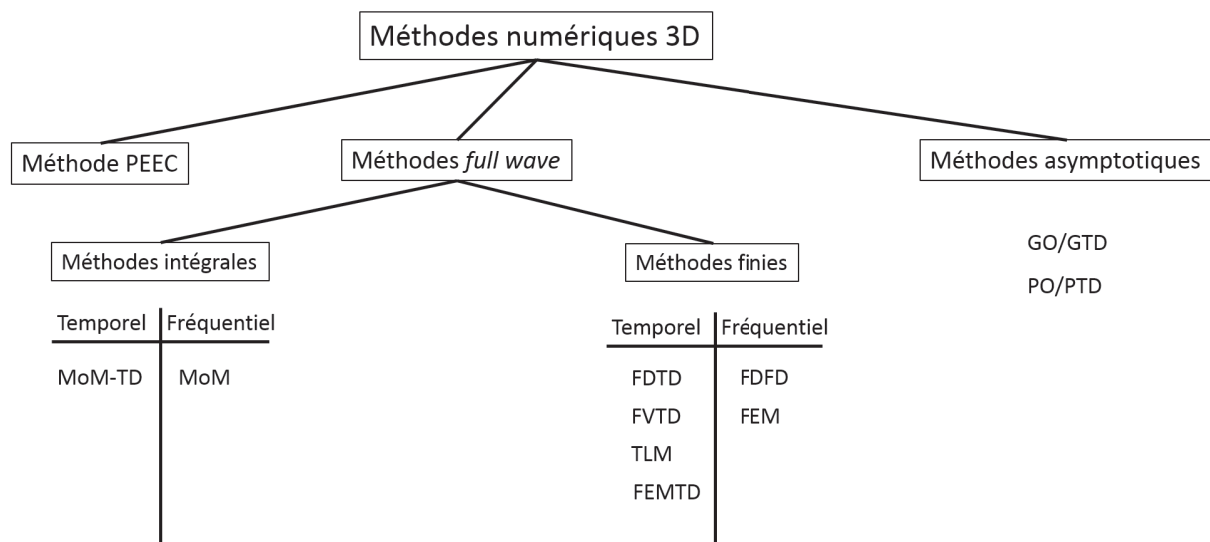 Méthodes numériques 3D
Méthode PEEC
Méthodes full wave
Méthodes asymptotiques
Méthodes intégrales
Temporel Fréquentiel
MoM-TD MoM
Méthodes finies
Temporel Fréquentiel
FDTD FDFD
FVTD FEM
TLM
FEMTD
GO/GTD
PO/PTD